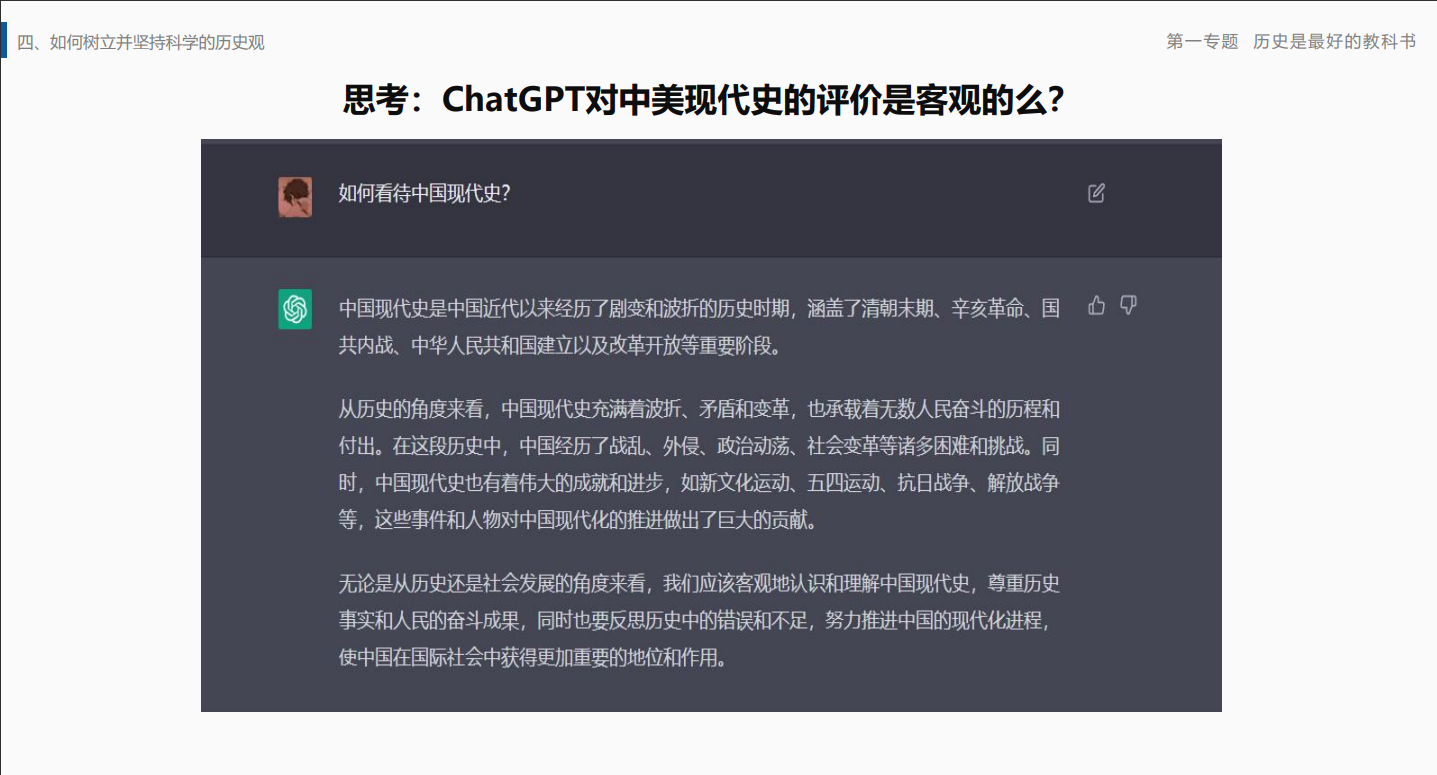 四、如何树立并坚持科学的历史观
第一专题 历史是最好的教科书
思考：ChatGPT对中美现代史的评价是客观的么？
如何看待中国现代史？
中国现代史是中国近代以来经历了剧变和波折的历史时期，涵盖了清朝末期、辛亥革命、国
共内战、中华人民共和国建立以及改革开放等重要阶段。
从历史的角度来看，中国现代史充满着波折、矛盾和变革，也承载着无数人民奋斗的历程和
付出。在这段历史中，中国经历了战乱、外侵、政治动荡、社会变革等诸多困难和挑战。同
时，中国现代史也有着伟大的成就和进步，如新文化运动、五四运动、抗日战争、解放战争
等，这些事件和人物对中国现代化的推进做出了巨大的贡献。
无论是从历史还是社会发展的角度来看，我们应该客观地认识和理解中国现代史，尊重历史
事实和人民的奋斗成果，同时也要反思历史中的错误和不足，努力推进中国的现代化进程，
使中国在国际社会中获得更加重要的地位和作用。